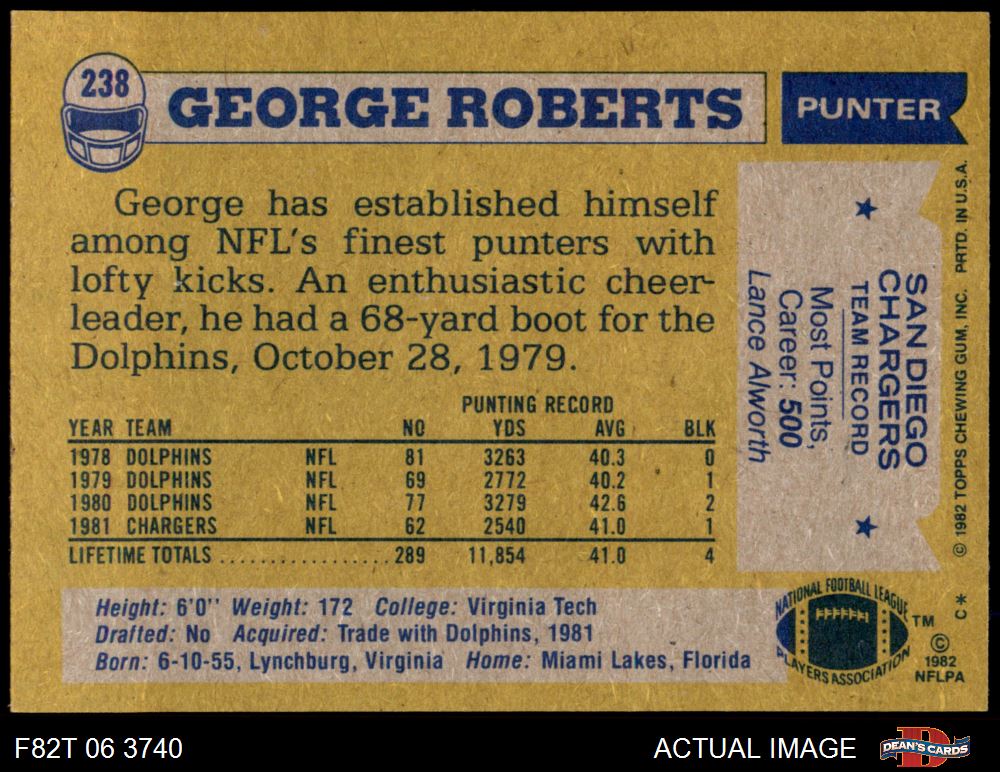 238
GEORGE ROBERTS
PUNTER
George has established himself
among NFL's finest punters with
lofty kicks. An enthusiastic cheer-
leader, he had a 68-yard boot for the
Dolphins, October 28, 1979.
PUNTING RECORD
YEAR TEAM NO YDS AVG BLK
1978 DOLPHINS NFL 81 3263 40.3 0
1979 DOLPHINS NFL 69 2772 40.2 1
1980 DOLPHINS NFL 77 3279 42.6 2
1981 CHARGERS NFL 62 2540 41.0 1
LIFETIME TOTALS ................ 289 11,854 41.0 4
Height: 6'0" Weight: 172 College: Virginia Tech
Drafted: No Acquired: Trade with Dolphins, 1981
Born: 6-10-55, Lynchburg, Virginia Home: Miami Lakes, Florida
SAN DIEGO
CHARGERS
TEAM RECORD
Most Points,
Career: 500
Lance Alworth
© 1982 TOPPS CHEWING GUM, INC. PRTD. IN U.S.A.
C*
NATIONAL FOOTBALL LEAGUE
PLAYERS ASSOCIATION
TM
©
1982
NFLPA
F82T 06 3740
ACTUAL IMAGE
DEAN'S CARDS